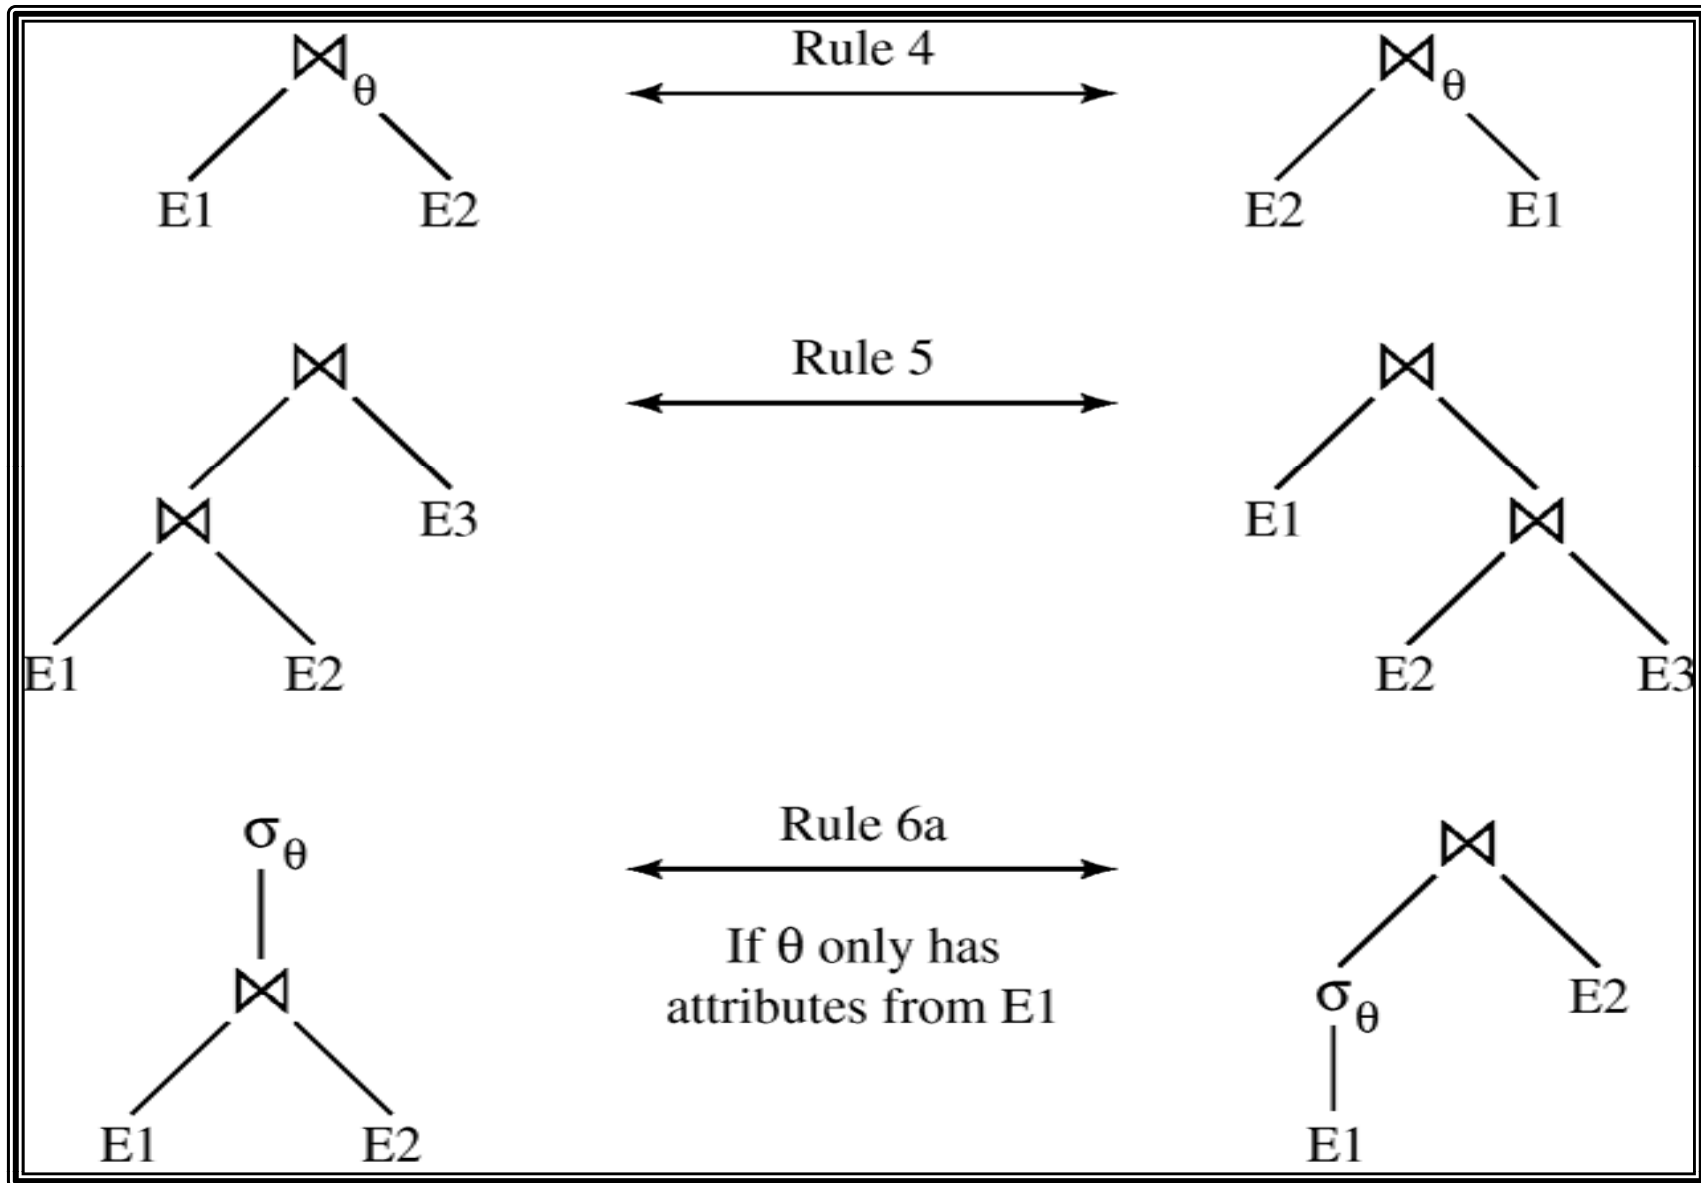 Rule 4
⋈θ ⋈θ
E1 E2 E2 E1
Rule 5
⋈ ⋈
⋈ E3 E1 ⋈
E1 E2 E2 E3
Rule 6a
σθ ⋈
If θ only has
attributes from E1
⋈ σθ E2
E1 E2 E1